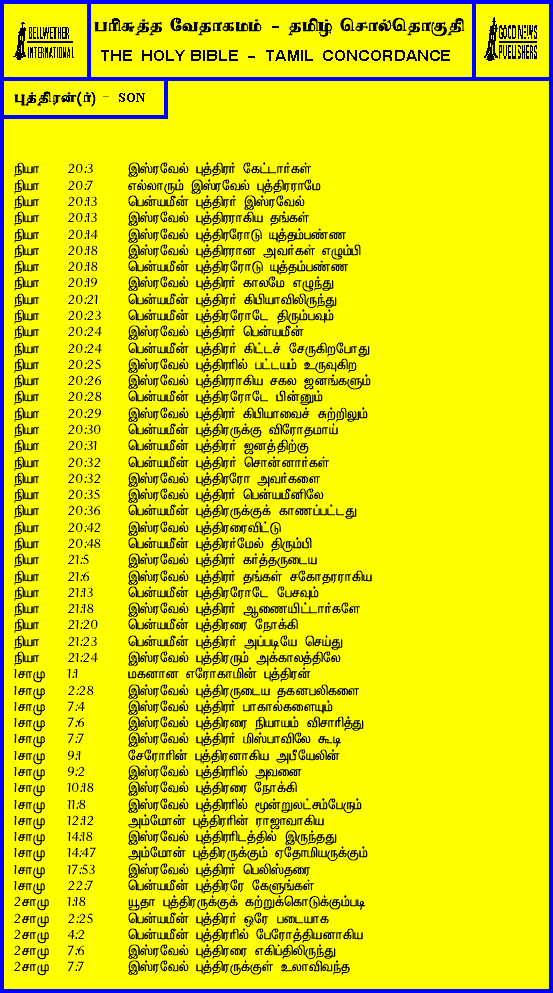 BELLWETHER
INTERNATIONAL
பரிசுத்த வேதாகமம் - தமிழ் சொல்தொகுதி
THE HOLY BIBLE - TAMIL CONCORDANCE
GOOD NEWS
PUBLISHERS
புத்திரன்(ர்) - SON
நியா 20:3 இஸ்ரவேல் புத்திரர் கேட்டார்கள்
நியா 20:7 எல்லாரும் இஸ்ரவேல் புத்திரராமே
நியா 20:13 பென்யமீன் புத்திரர் இஸ்ரவேல்
நியா 20:13 இஸ்ரவேல் புத்திரராகிய தங்கள்
நியா 20:14 இஸ்ரவேல் புத்திரரோடு யுத்தம்பண்ண
நியா 20:18 இஸ்ரவேல் புத்திரரான அவர்கள் எழும்பி
நியா 20:18 பென்யமீன் புத்திரரோடு யுத்தம்பண்ண
நியா 20:19 இஸ்ரவேல் புத்திரர் காலமே எழுந்து
நியா 20:21 பென்யமீன் புத்திரர் கிபியாவிலிருந்து
நியா 20:23 பென்யமீன் புத்திரரோடே திரும்பவும்
நியா 20:24 இஸ்ரவேல் புத்திரர் பென்யமீன்
நியா 20:24 பென்யமீன் புத்திரர் கிட்டச் சேருகிறபோது
நியா 20:25 இஸ்ரவேல் புத்திரரில் பட்டயம் உருவுகிற
நியா 20:26 இஸ்ரவேல் புத்திரராகிய சகல ஜனங்களும்
நியா 20:28 பென்யமீன் புத்திரரோடே பின்னும்
நியா 20:29 இஸ்ரவேல் புத்திரர் கிபியாவைச் சுற்றிலும்
நியா 20:30 பென்யமீன் புத்திரருக்கு விரோதமாய்
நியா 20:31 பென்யமீன் புத்திரர் ஜனத்திற்கு
நியா 20:32 பென்யமீன் புத்திரர் சொன்னார்கள்
நியா 20:32 இஸ்ரவேல் புத்திரரோ அவர்களை
நியா 20:35 இஸ்ரவேல் புத்திரர் பென்யமீனிலே
நியா 20:36 பென்யமீன் புத்திரருக்குக் காணப்பட்டது
நியா 20:42 இஸ்ரவேல் புத்திரரைவிட்டு
நியா 20:48 பென்யமீன் புத்திரர்மேல் திரும்பி
நியா 21:5 இஸ்ரவேல் புத்திரர் கர்த்தருடைய
நியா 21:6 இஸ்ரவேல் புத்திரர் தங்கள் சகோதரராகிய
நியா 21:13 பென்யமீன் புத்திரரோடே பேசவும்
நியா 21:18 இஸ்ரவேல் புத்திரர் ஆணையிட்டார்களே
நியா 21:20 பென்யமீன் புத்திரரை நோக்கி
நியா 21:23 பென்யமீன் புத்திரர் அப்படியே செய்து
நியா 21:24 இஸ்ரவேல் புத்திரரும் அக்காலத்திலே
1சாமு 1:1 மகனான எரோகாமின் புத்திரன்
1சாமு 2:28 இஸ்ரவேல் புத்திரருடைய தகனபலிகளை
1சாமு 7:4 இஸ்ரவேல் புத்திரர் பாகால்களையும்
1சாமு 7:6 இஸ்ரவேல் புத்திரரை நியாயம் விசாரித்து
1சாமு 7:7 இஸ்ரவேல் புத்திரர் மிஸ்பாவிலே கூடி
1சாமு 9:1 சேரோரின் புத்திரனாகிய அபீயேலின்
1சாமு 9:2 இஸ்ரவேல் புத்திரரில் அவனை
1சாமு 10:18 இஸ்ரவேல் புத்திரரை நோக்கி
1சாமு 11:8 இஸ்ரவேல் புத்திரரில் மூன்றுலட்சம்பேரும்
1சாமு 12:12 அம்மோன் புத்திரரின் ராஜாவாகிய
1சாமு 14:18 இஸ்ரவேல் புத்திரரிடத்தில் இருந்தது
1சாமு 14:47 அம்மோன் புத்திரருக்கும் ஏதோமியருக்கும்
1சாமு 17:53 இஸ்ரவேல் புத்திரர் பெலிஸ்தரை
1சாமு 22:7 பென்யமீன் புத்திரரே கேளுங்கள்
2சாமு 1:18 யூதா புத்திரருக்குக் கற்றுக்கொடுக்கும்படி
2சாமு 2:25 பென்யமீன் புத்திரர் ஒரே படையாக
2சாமு 4:2 பென்யமீன் புத்திரரில் பேரோத்தியனாகிய
2சாமு 7:6 இஸ்ரவேல் புத்திரரை எகிப்திலிருந்து
2சாமு 7:7 இஸ்ரவேல் புத்திரருக்குள் உலாவிவந்த